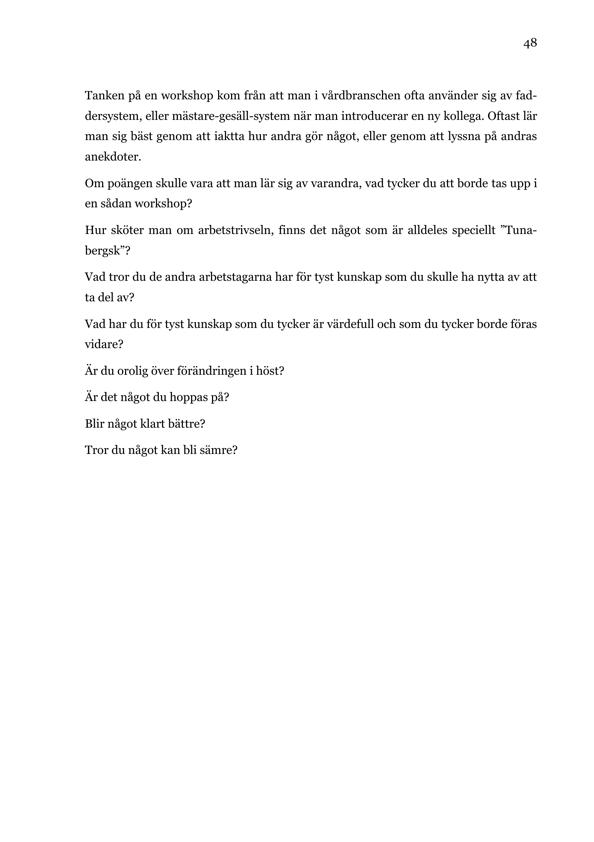 48
Tanken på en workshop kom från att man i vårdbranschen ofta använder sig av fad-
dersystem, eller mästare-gesäll-system när man introducerar en ny kollega. Oftast lär
man sig bäst genom att iaktta hur andra gör något, eller genom att lyssna på andras
anekdoter.
Om poängen skulle vara att man lär sig av varandra, vad tycker du att borde tas upp i
en sådan workshop?
Hur sköter man om arbetstrivseln, finns det något som är alldeles speciellt ”Tuna-
bergsk”?
Vad tror du de andra arbetstagarna har för tyst kunskap som du skulle ha nytta av att
ta del av?
Vad har du för tyst kunskap som du tycker är värdefull och som du tycker borde föras
vidare?
Är du orolig över förändringen i höst?
Är det något du hoppas på?
Blir något klart bättre?
Tror du något kan bli sämre?